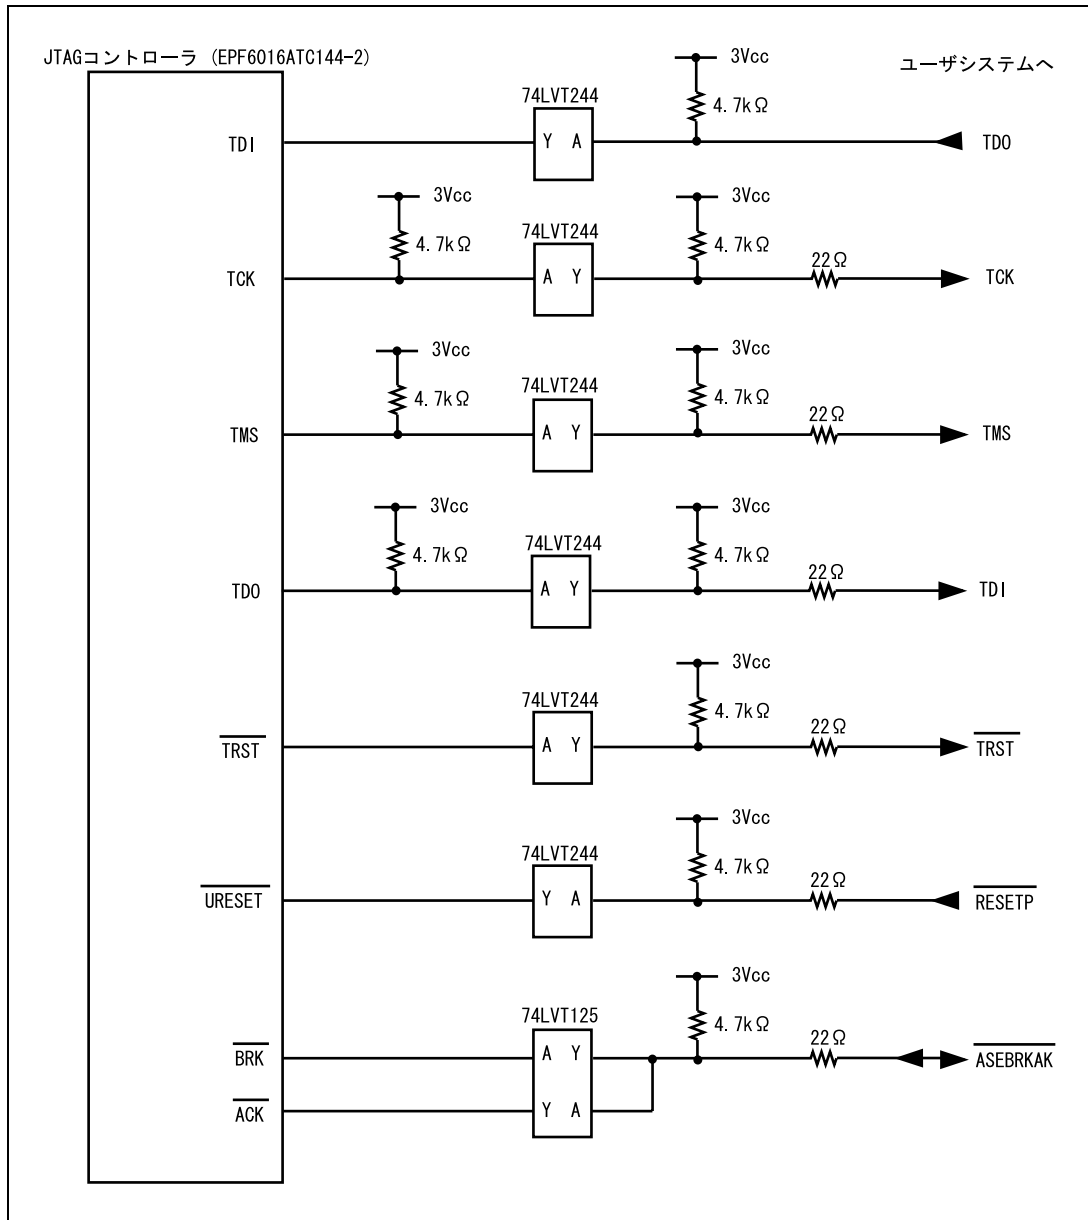 JTAGコントローラ (EPF6016ATC144-2)
ユーザシステムへ
3Vcc
4.7kΩ
74LVT244
TDI
Y A
TDO
3Vcc
3Vcc
4.7kΩ
74LVT244
4.7kΩ
22Ω
TCK
A Y
TCK
3Vcc
3Vcc
4.7kΩ
74LVT244
4.7kΩ
22Ω
TMS
A Y
TMS
3Vcc
3Vcc
4.7kΩ
74LVT244
4.7kΩ
22Ω
TDO
A Y
TDI
3Vcc
74LVT244
4.7kΩ
22Ω
TRST
A Y
TRST
3Vcc
74LVT244
4.7kΩ
22Ω
URESET
Y A
RESETP
3Vcc
74LVT125
4.7kΩ
22Ω
BRK
A Y
ASEBRKAK
ACK
Y A